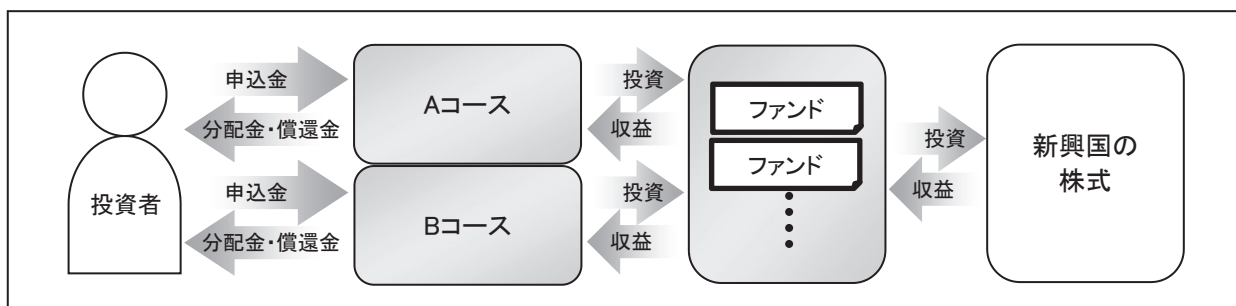 投資者
申込金
分配金・償還金
申込金
分配金・償還金
Aコース
Bコース
投資
収益
投資
収益
ファンド
ファンド
投資
収益
新興国の
株式